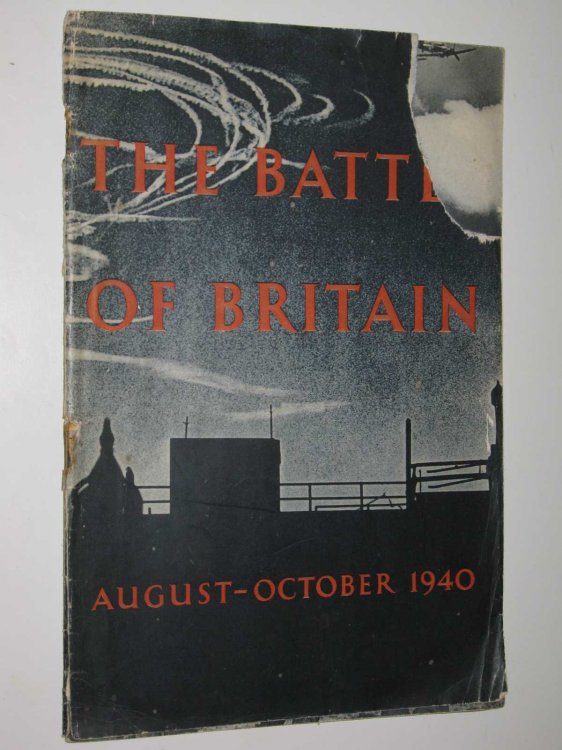 THE BATTL
OF BRITAIN
AUGUST–OCTOBER 1940